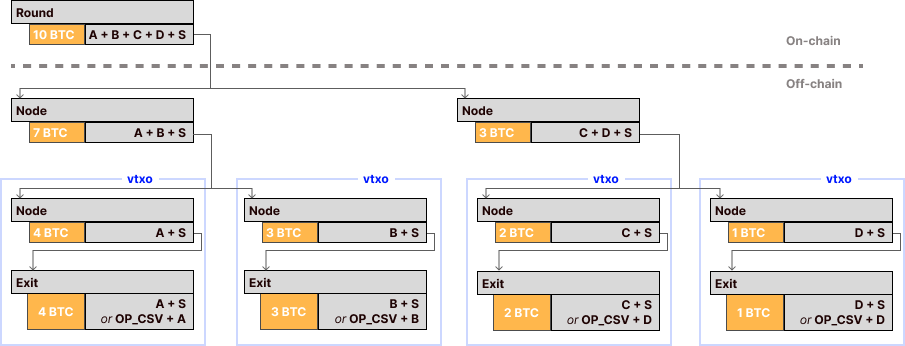 Round
10 BTC A + B + C + D + S
On-chain
Off-chain
Node
7 BTC A + B + S
Node
3 BTC C + D + S
vtxo
vtxo
vtxo
vtxo
Node
4 BTC A + S
Exit
4 BTC A + S
or OP_CSV + A
Node
3 BTC B + S
Exit
3 BTC B + S
or OP_CSV + B
Node
2 BTC C + S
Exit
2 BTC C + S
or OP_CSV + D
Node
1 BTC D + S
Exit
1 BTC D + S
or OP_CSV + D